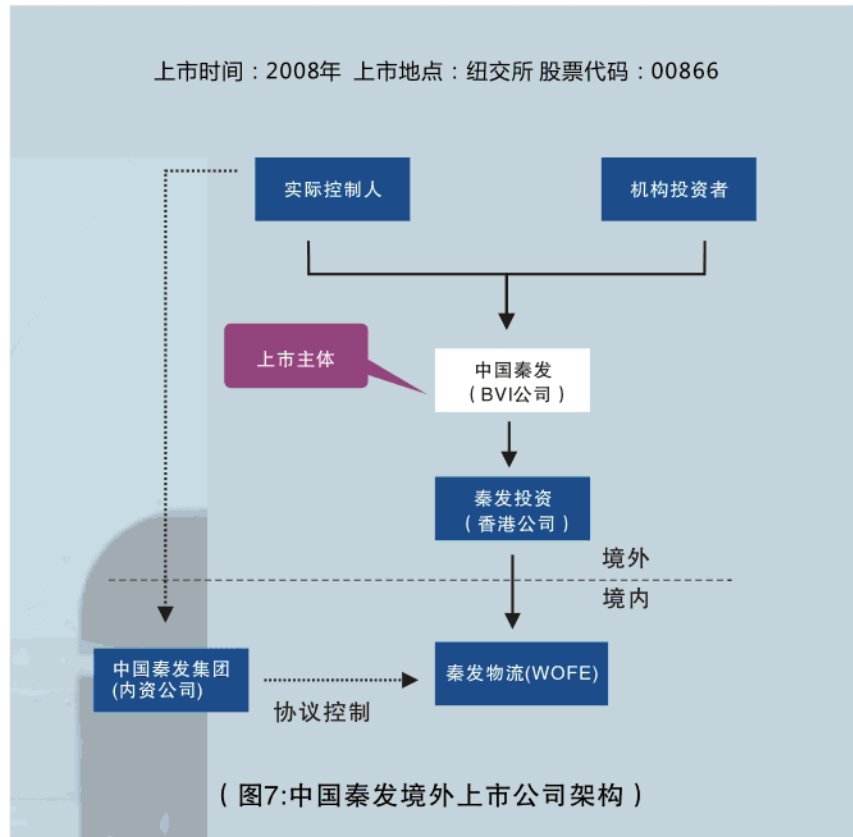 上市时间：2008年 上市地点：纽交所 股票代码：00866
实际控制人
机构投资者
上市主体
中国秦发
（BVI公司）
秦发投资
（香港公司）
境外
境内
中国秦发集团
(内资公司)
秦发物流(WOFE)
协议控制
（图7:中国秦发境外上市公司架构）